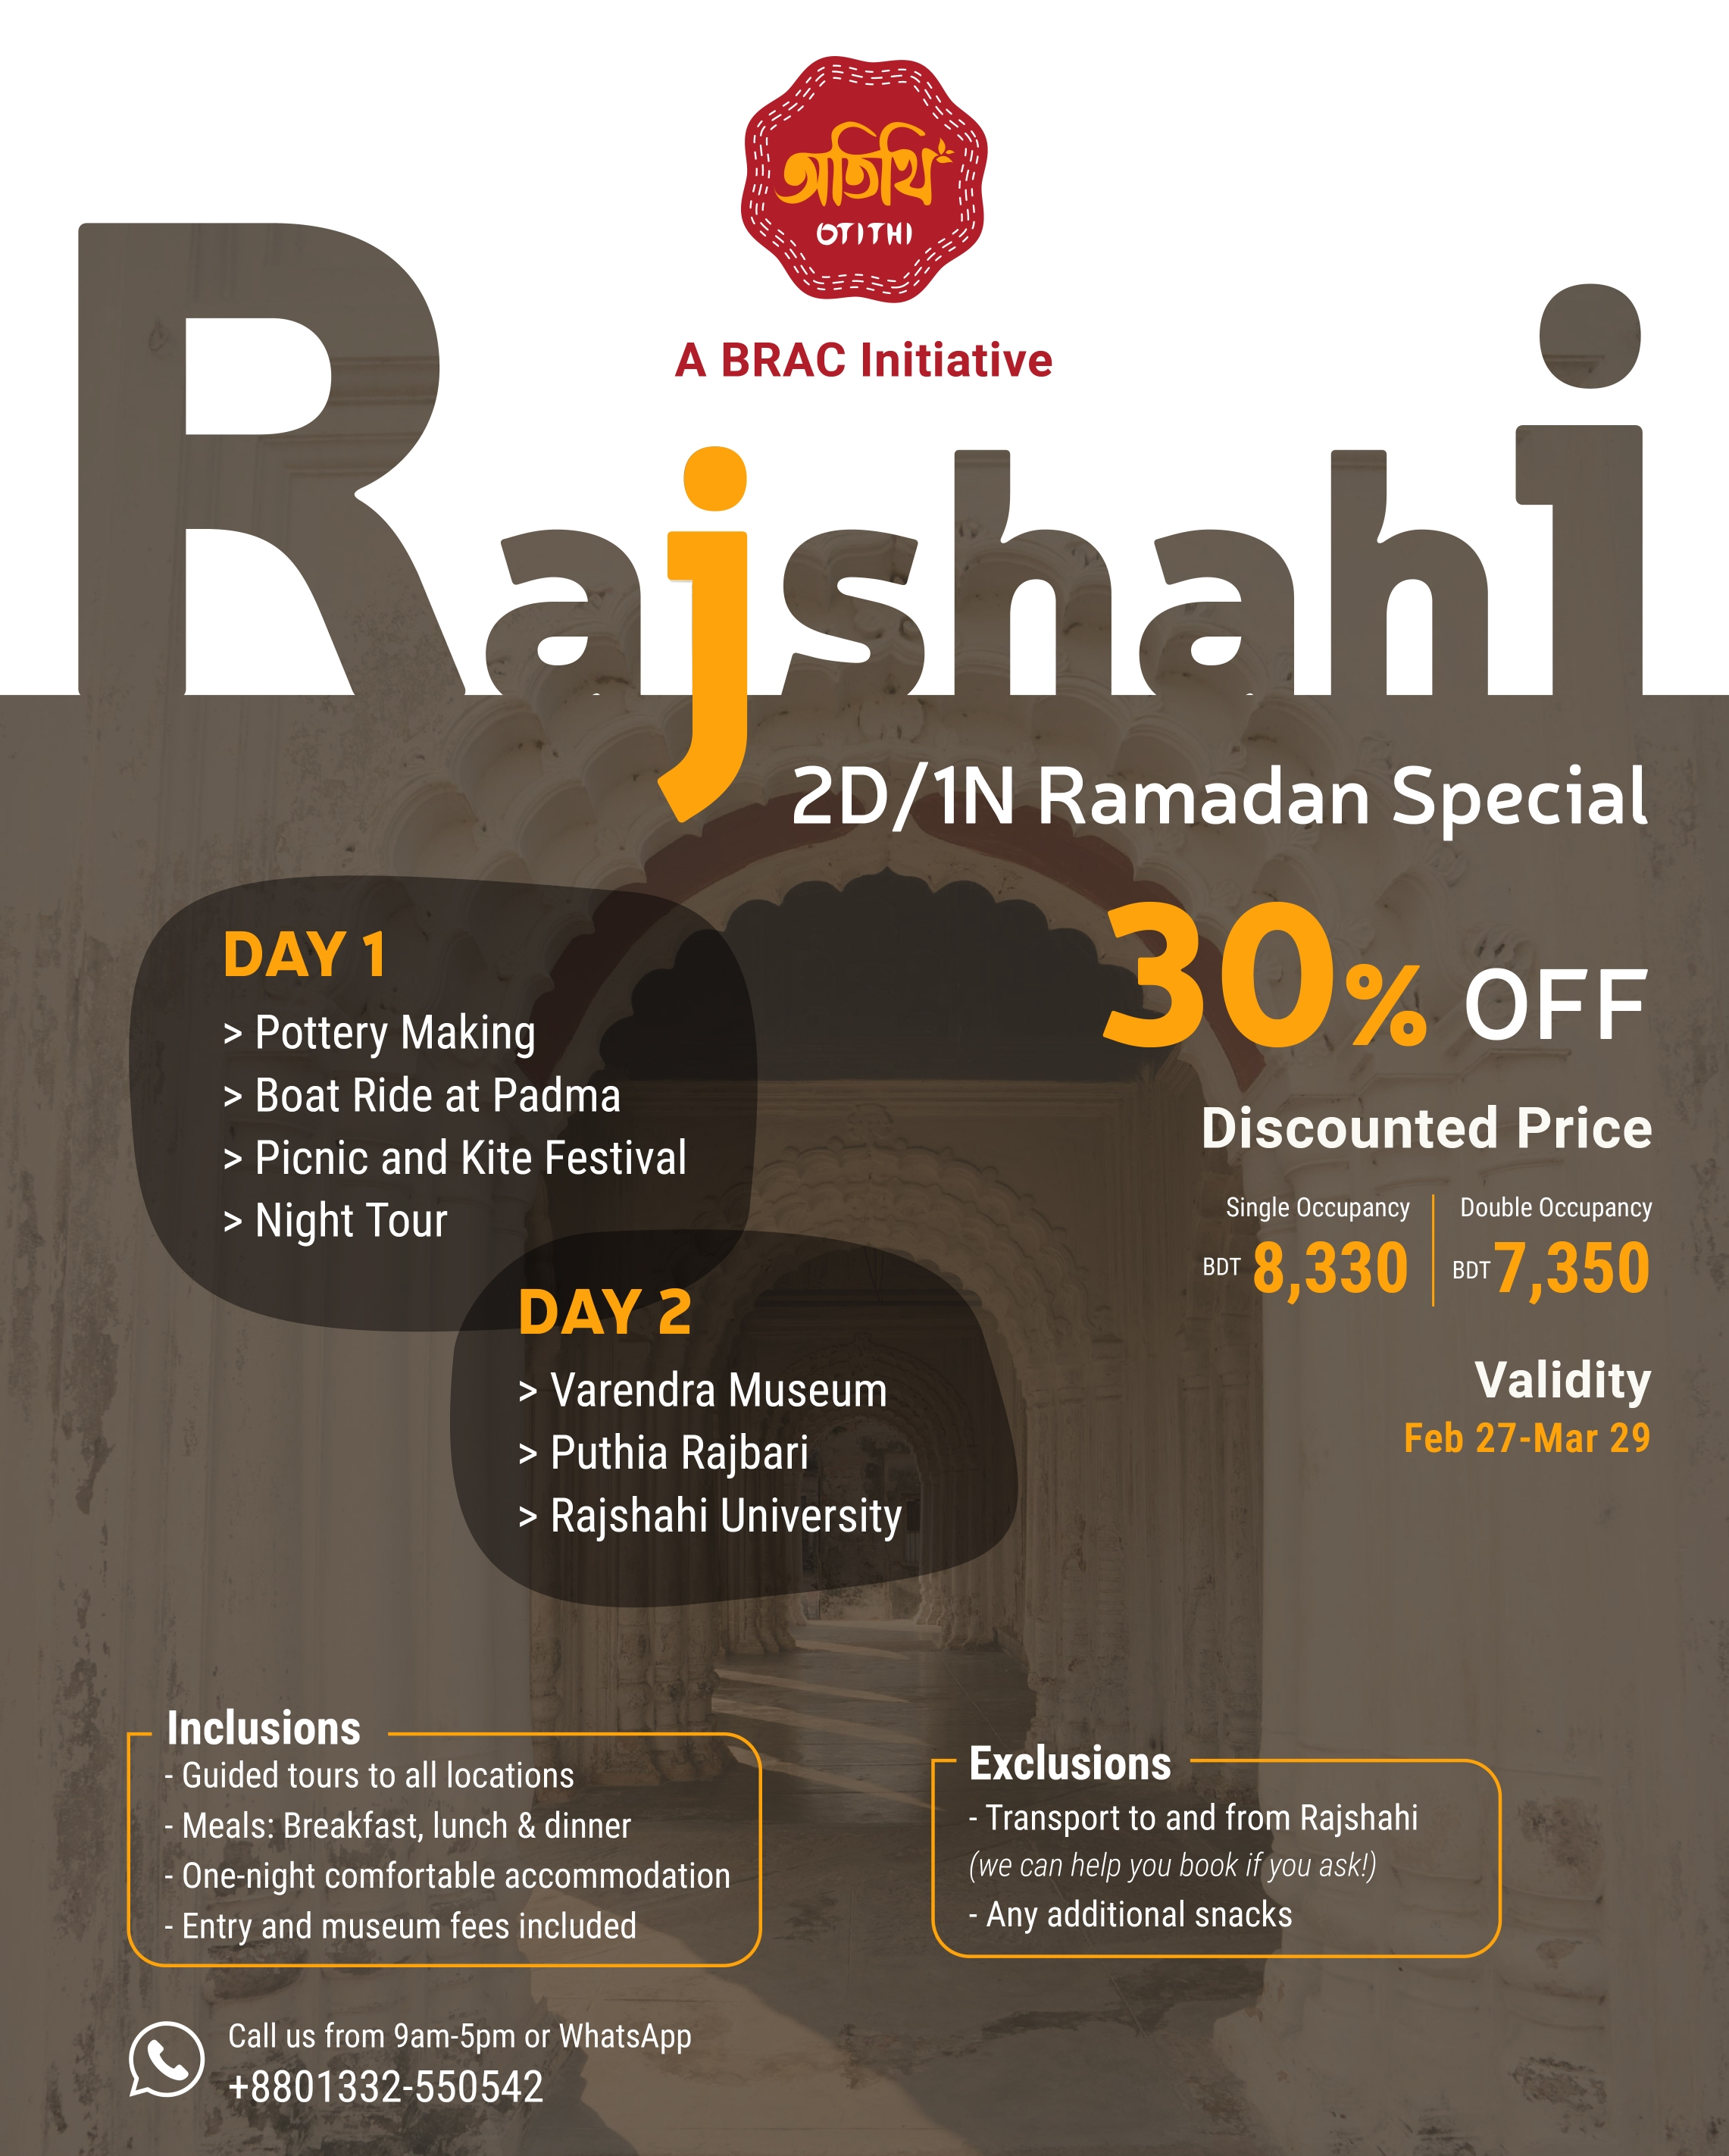 অতিথি
OTITHI
A BRAC Initiative
Rajshahi
2D/1N Ramadan Special
30% OFF
Discounted Price
Single Occupancy
BDT 8,330
Double Occupancy
BDT 7,350
Validity
Feb 27-Mar 29
DAY 1
> Pottery Making
> Boat Ride at Padma
> Picnic and Kite Festival
> Night Tour
DAY 2
> Varendra Museum
> Puthia Rajbari
> Rajshahi University
Inclusions
- Guided tours to all locations
- Meals: Breakfast, lunch & dinner
- One-night comfortable accommodation
- Entry and museum fees included
Exclusions
- Transport to and from Rajshahi
(we can help you book if you ask!)
- Any additional snacks
Call us from 9am-5pm or WhatsApp
+8801332-550542